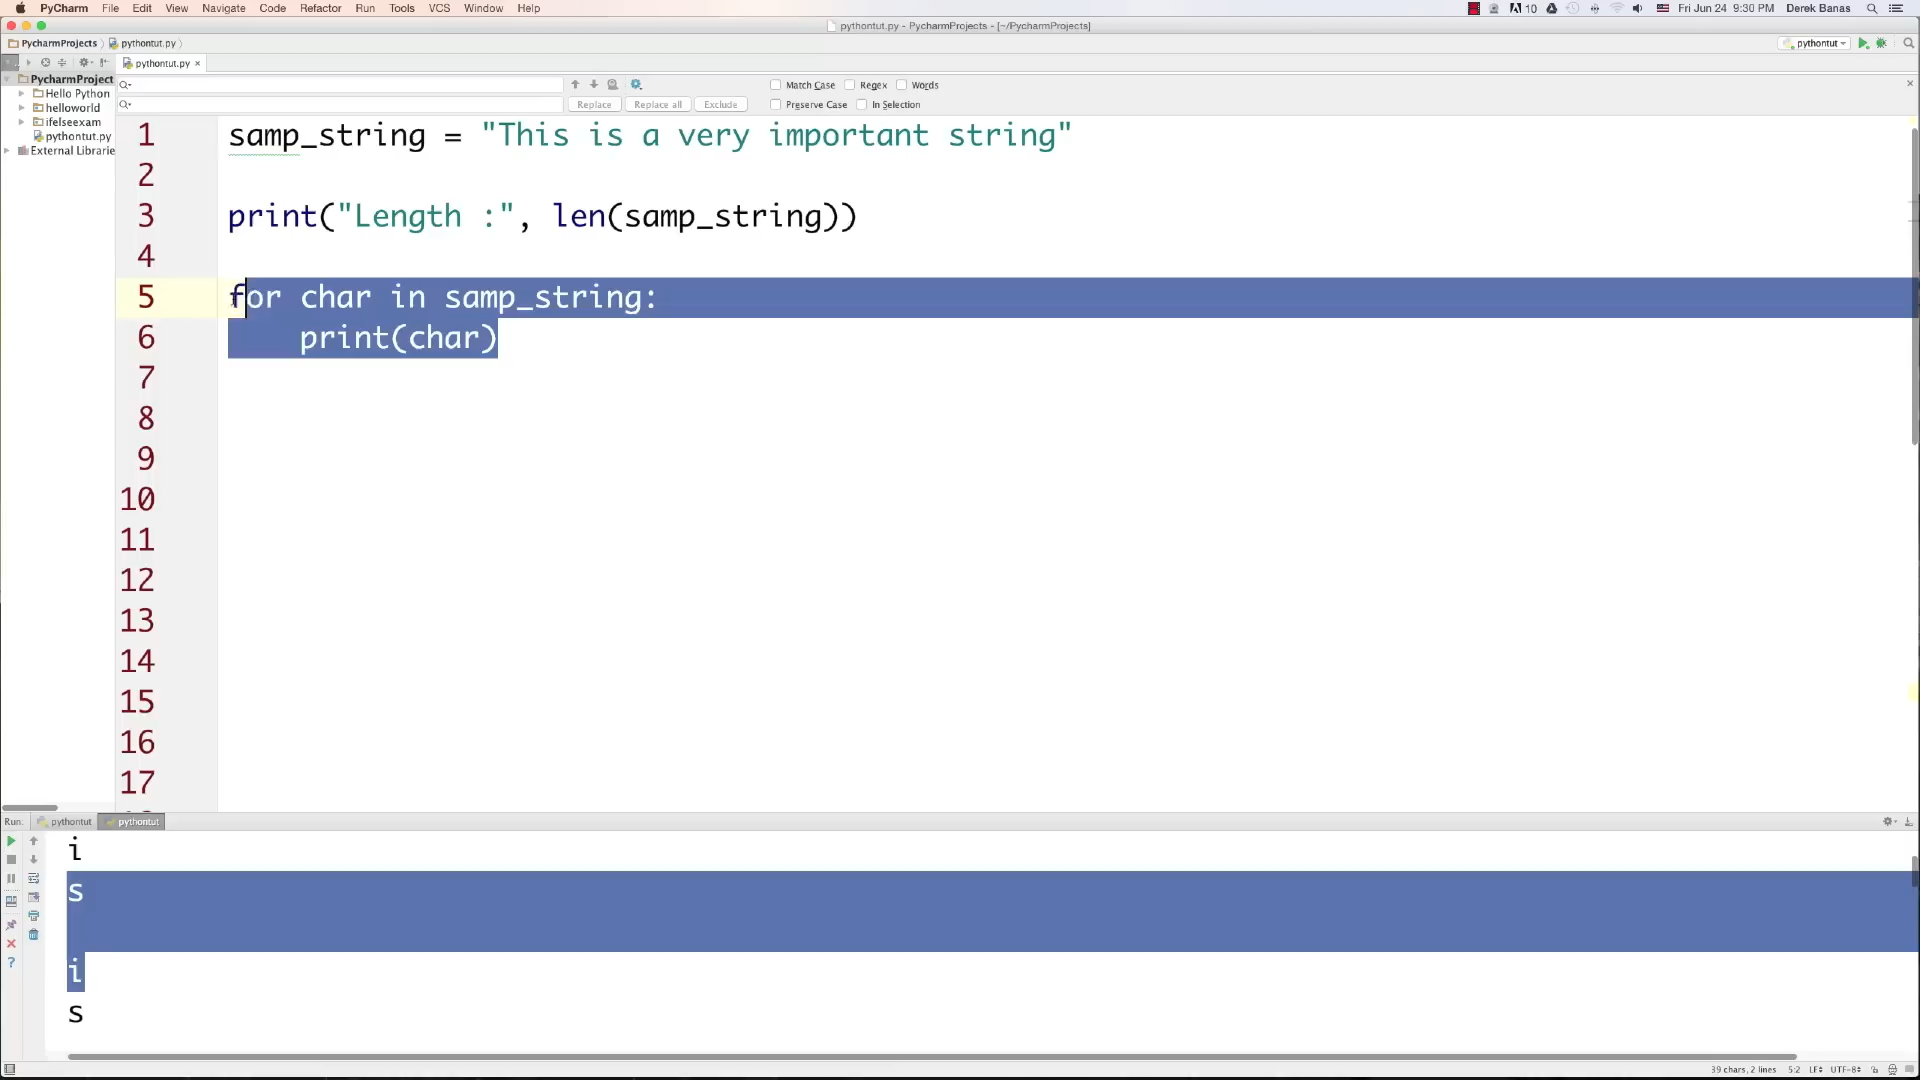 PyCharm File Edit View Navigate Code Refactor Run Tools VCS Window Help 10 Fri Jun 24 9:30 PM Derek Banas
pythontut.py - PycharmProjects - [~/PycharmProjects]
PycharmProjects pythontut.py pythontut
pythontut.py
PycharmProject
Hello Python
helloworld
ifelseexam
pythontut.py
External Librarie
Match Case Regex Words
Replace Replace all Exclude Preserve Case In Selection
1 samp_string = "This is a very important string"
2
3 print("Length :", len(samp_string))
4
5 for char in samp_string:
6 print(char)
7
8
9
10
11
12
13
14
15
16
17
Run: pythontut pythontut
i
s
i
s
39 chars, 2 lines 5:2 LF÷ UTF-8÷